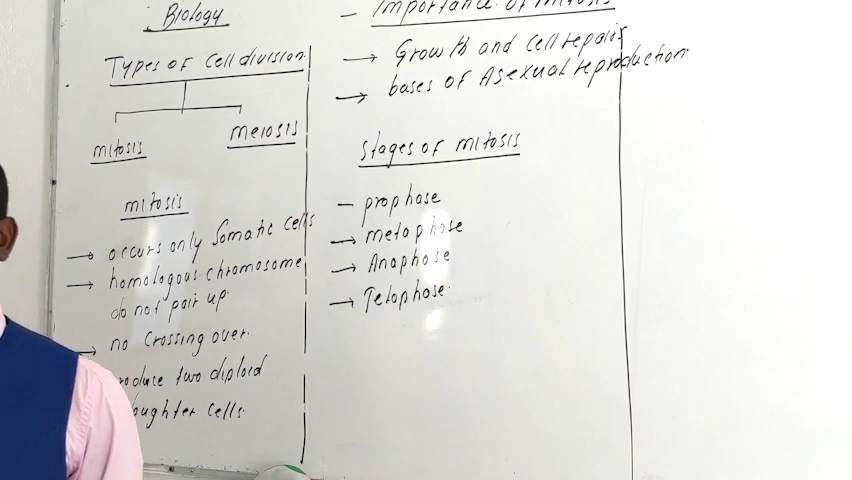 Biology
Types of cell division
mitosis
meiosis
mitosis
→ occurs only Somatic cells
→ homologous chromosome
do not pair up.
→ no crossing over.
produce two diploid
daughter cells.
- Importance of mitosis
→ Growth and cell repairs
→ bases of Asexual reproduction.
Stages of mitosis
- prophase
→ metaphase
→ Anaphase
→ Telophase.